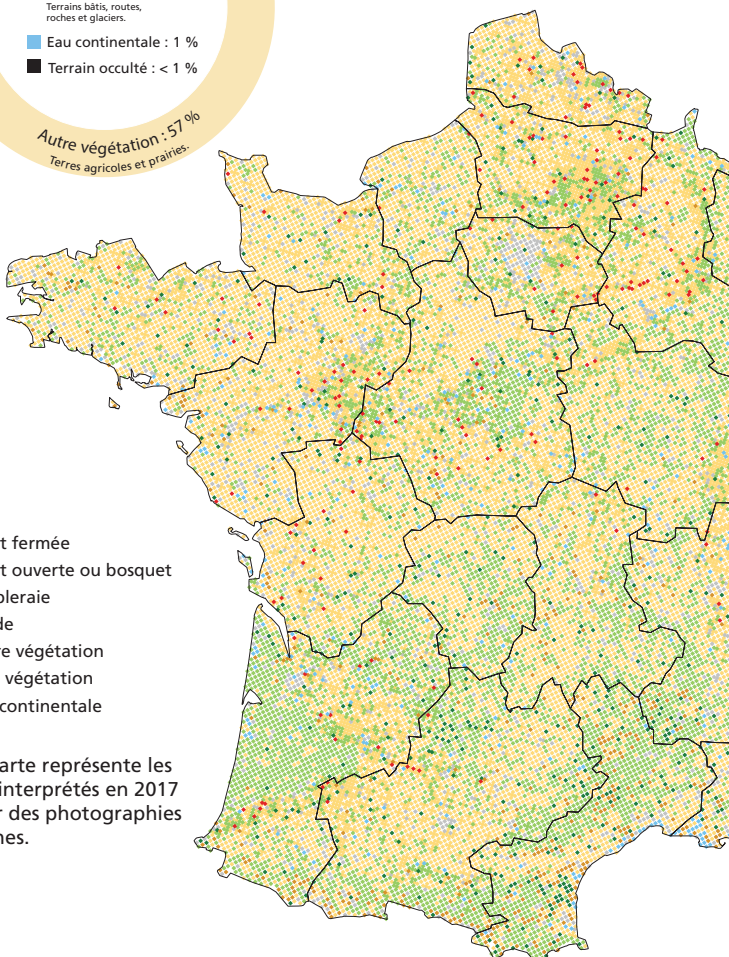 Terrains bâtis, routes,
roches et glaciers.
Eau continentale : 1 %
Terrain occulté : < 1 %
Autre végétation : 57 %
Terres agricoles et prairies.
t fermée
t ouverte ou bosquet
pleraie
de
re végétation
végétation
continentale
arte représente les
interprétés en 2017
r des photographies
nes.